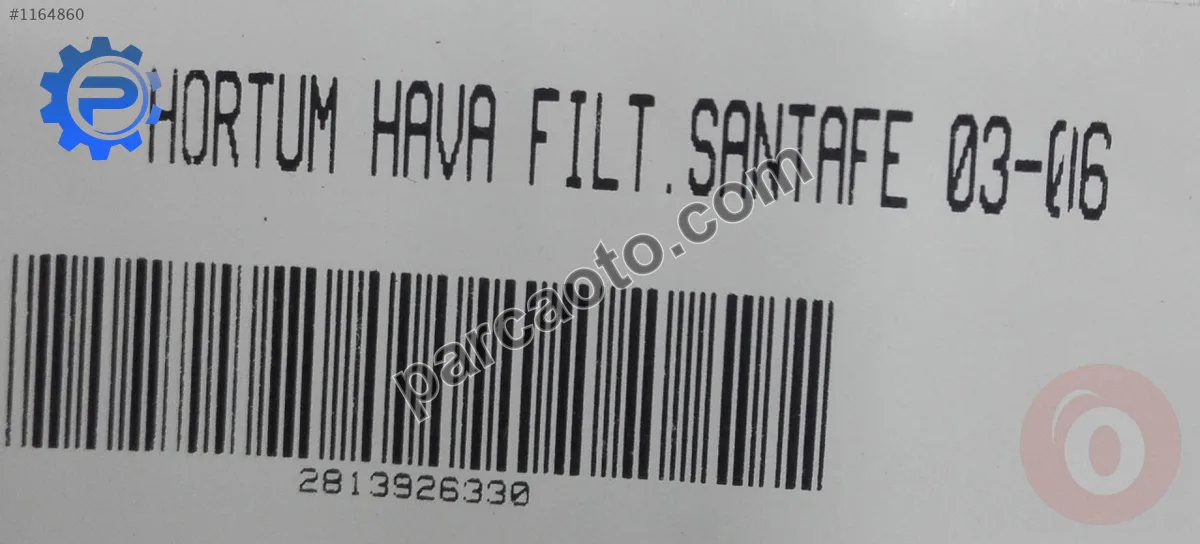 #1164860
HORTUM HAVA FILT.SANTAFE 03-06
parcaoto.com
2813926330